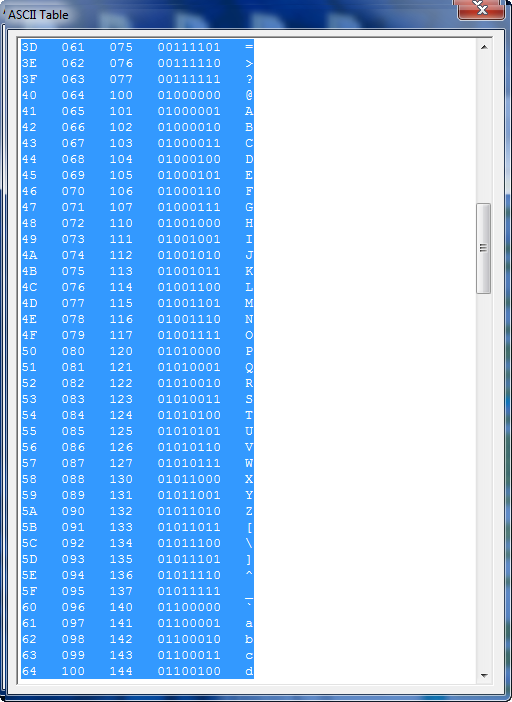 ASCII Table
3D 061 075 00111101 =
3E 062 076 00111110 >
3F 063 077 00111111 ?
40 064 100 01000000 @
41 065 101 01000001 A
42 066 102 01000010 B
43 067 103 01000011 C
44 068 104 01000100 D
45 069 105 01000101 E
46 070 106 01000110 F
47 071 107 01000111 G
48 072 110 01001000 H
49 073 111 01001001 I
4A 074 112 01001010 J
4B 075 113 01001011 K
4C 076 114 01001100 L
4D 077 115 01001101 M
4E 078 116 01001110 N
4F 079 117 01001111 O
50 080 120 01010000 P
51 081 121 01010001 Q
52 082 122 01010010 R
53 083 123 01010011 S
54 084 124 01010100 T
55 085 125 01010101 U
56 086 126 01010110 V
57 087 127 01010111 W
58 088 130 01011000 X
59 089 131 01011001 Y
5A 090 132 01011010 Z
5B 091 133 01011011 [
5C 092 134 01011100 \
5D 093 135 01011101 ]
5E 094 136 01011110 ^
5F 095 137 01011111 _
60 096 140 01100000 `
61 097 141 01100001 a
62 098 142 01100010 b
63 099 143 01100011 c
64 100 144 01100100 d